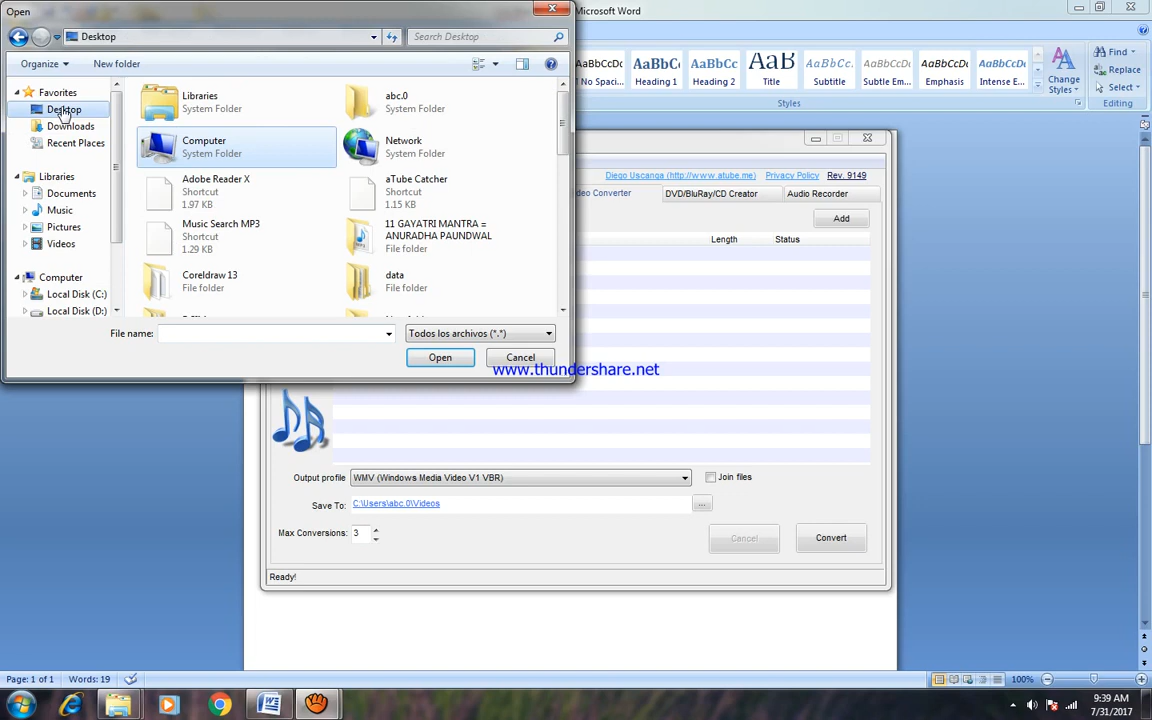 Open
Microsoft Word
Desktop
Search Desktop
Organize
New folder
Favorites
Desktop
Downloads
Recent Places
Libraries
Documents
Music
Pictures
Videos
Computer
Local Disk (C:)
Local Disk (D:)
Libraries
System Folder
abc.0
System Folder
Computer
System Folder
Network
System Folder
Adobe Reader X
Shortcut
1.97 KB
aTube Catcher
Shortcut
1.15 KB
Music Search MP3
Shortcut
1.29 KB
11 GAYATRI MANTRA =
ANURADHA PAUNDWAL
File folder
Coreldraw 13
File folder
data
File folder
File name:
Todos los archivos (*.*)
Open
Cancel
AaBbCcDc
AaBbC
AaBbCc
AaB
AaBbCc.
AaBbCcDc
AaBbCcDc
AaBbCcDc
No Spaci...
Heading 1
Heading 2
Title
Subtitle
Subtle Em...
Emphasis
Intense E...
Change
Styles
Styles
Find
Replace
Select
Editing
Diego Uscanga (http://www.atube.me)
Privacy Policy
Rev. 9149
deo Converter
DVD/BluRay/CD Creator
Audio Recorder
Add
Length
Status
www.thundershare.net
Output profile
WMV (Windows Media Video V1 VBR)
Join files
Save To:
C:\Users\abc.0\Videos
...
Max Conversions:
3
Cancel
Convert
Ready!
Page: 1 of 1
Words: 19
100%
9:39 AM
7/31/2017